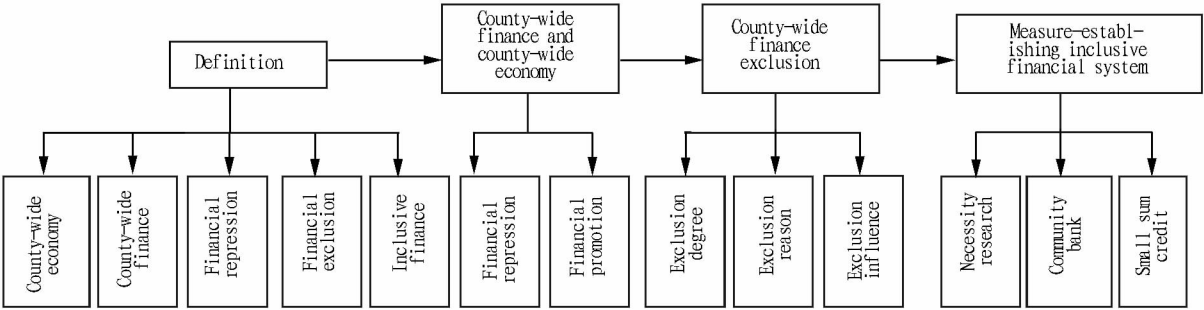 Definition
County-wide
finance and
county-wide
economy
County-wide
finance
exclusion
Measure-establ-
ishing inclusive
financial system
County-wide
economy
County-wide
finance
Financial
repression
Financial
exclusion
Inclusive
finance
Financial
repression
Financial
promotion
Exclusion
degree
Exclusion
reason
Exclusion
influence
Necessity
research
Community
bank
Small sum
credit